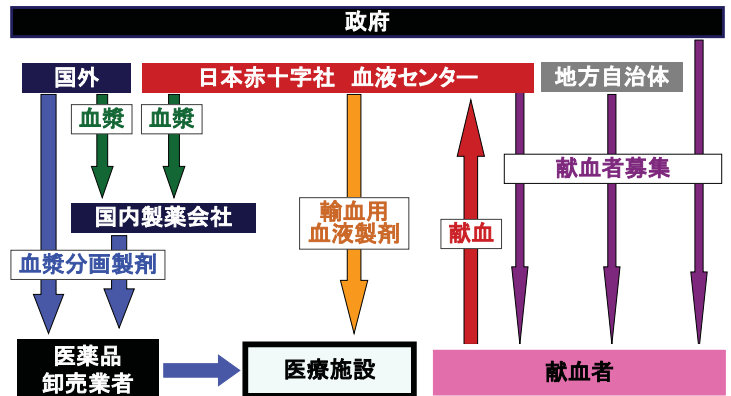 政府
国外
日本赤十字社 血液センター
地方自治体
血漿
血漿
献血者募集
国内製薬会社
輸血用
血液製剤
献血
血漿分画製剤
医薬品
卸売業者
医療施設
献血者